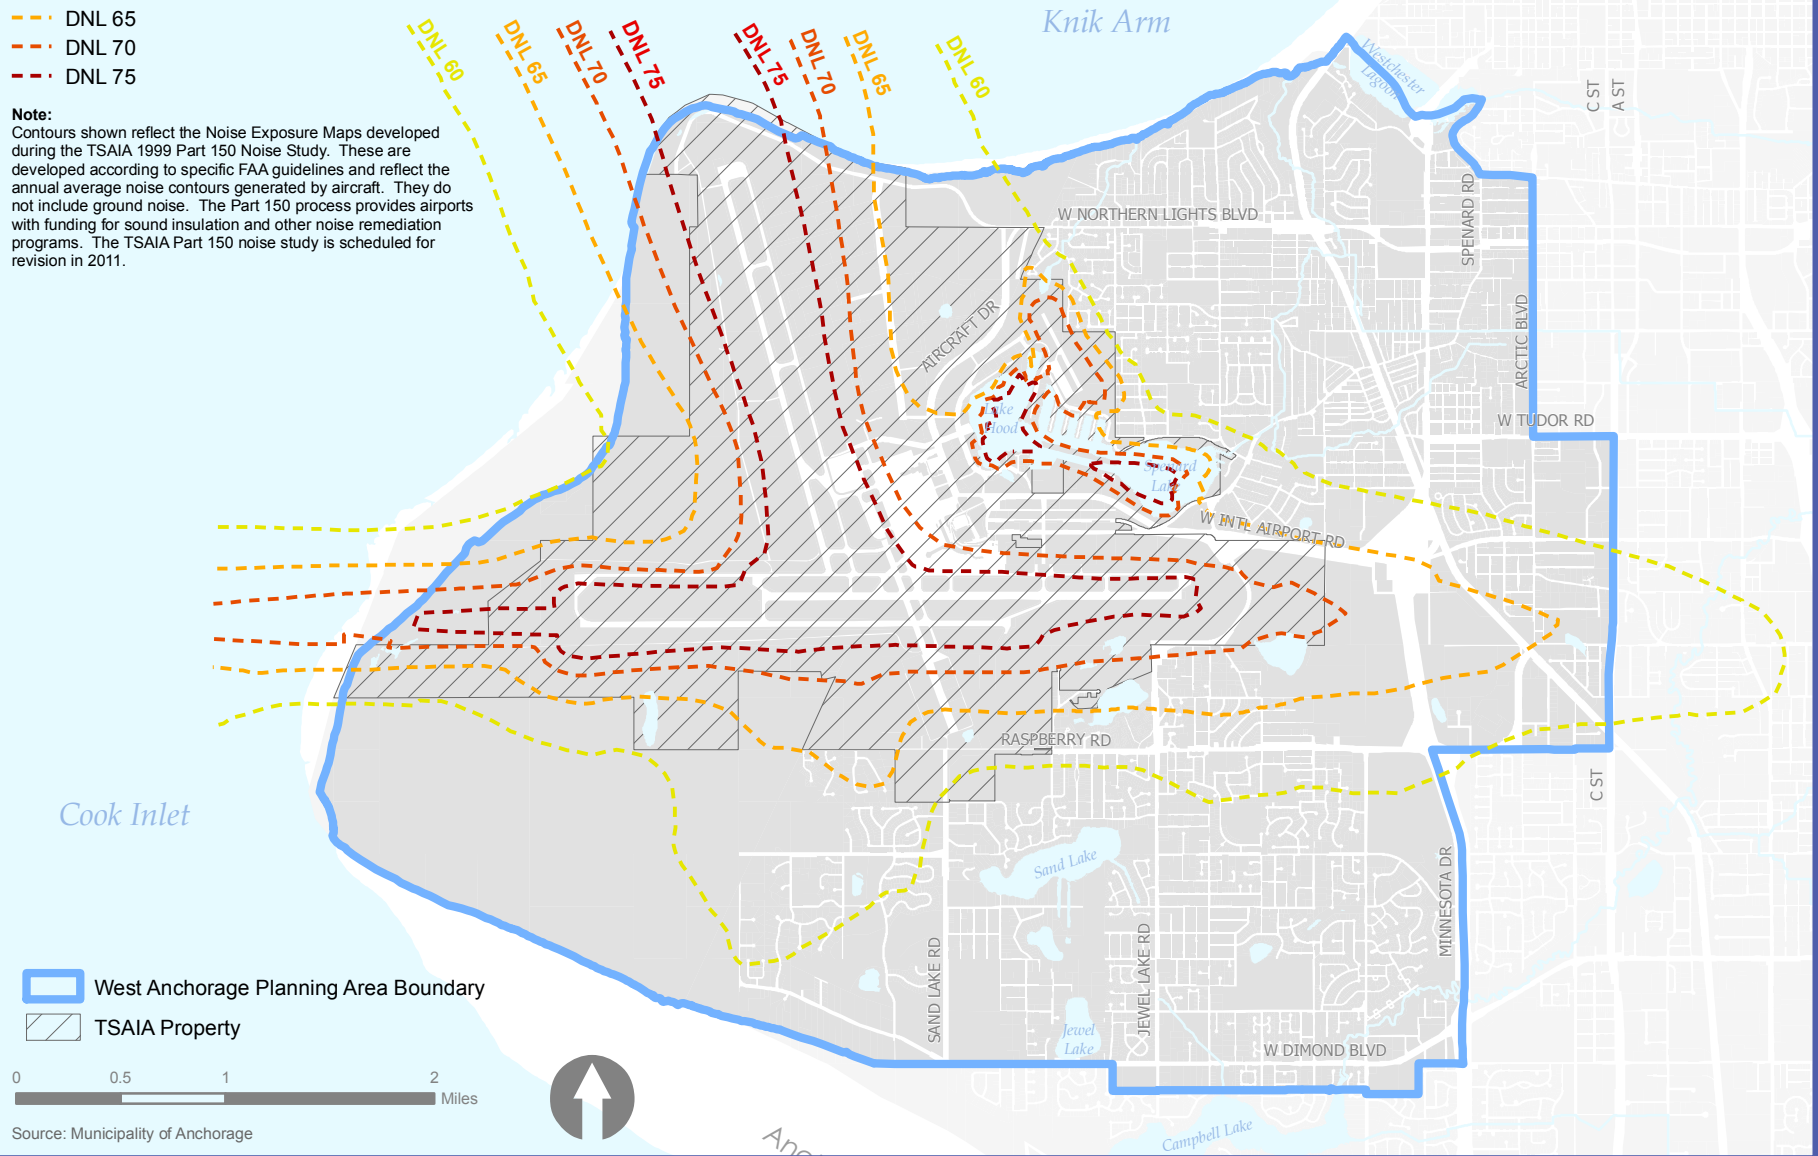 DNL 65
DNL 70
DNL 75
Note:
Contours shown reflect the Noise Exposure Maps developed
during the TSAIA 1999 Part 150 Noise Study. These are
developed according to specific FAA guidelines and reflect the
annual average noise contours generated by aircraft. They do
not include ground noise. The Part 150 process provides airports
with funding for sound insulation and other noise remediation
programs. The TSAIA Part 150 noise study is scheduled for
revision in 2011.
DNL 60
DNL 65
DNL 70
DNL 75
DNL 75
DNL 70
DNL 65
DNL 60
Knik Arm
Westchester
Lagoon
C ST
A ST
W NORTHERN LIGHTS BLVD
SPENARD RD
AIRCRAFT DR
ARCTIC BLVD
Lake
Hood
W TUDOR RD
Spenard
Lake
W INTL AIRPORT RD
RASPBERRY RD
C ST
Cook Inlet
Sand Lake
MINNESOTA DR
SAND LAKE RD
JEWEL LAKE RD
Jewel
Lake
W DIMOND BLVD
Campbell Lake
West Anchorage Planning Area Boundary
TSAIA Property
0 0.5 1 2
Miles
Source: Municipality of Anchorage